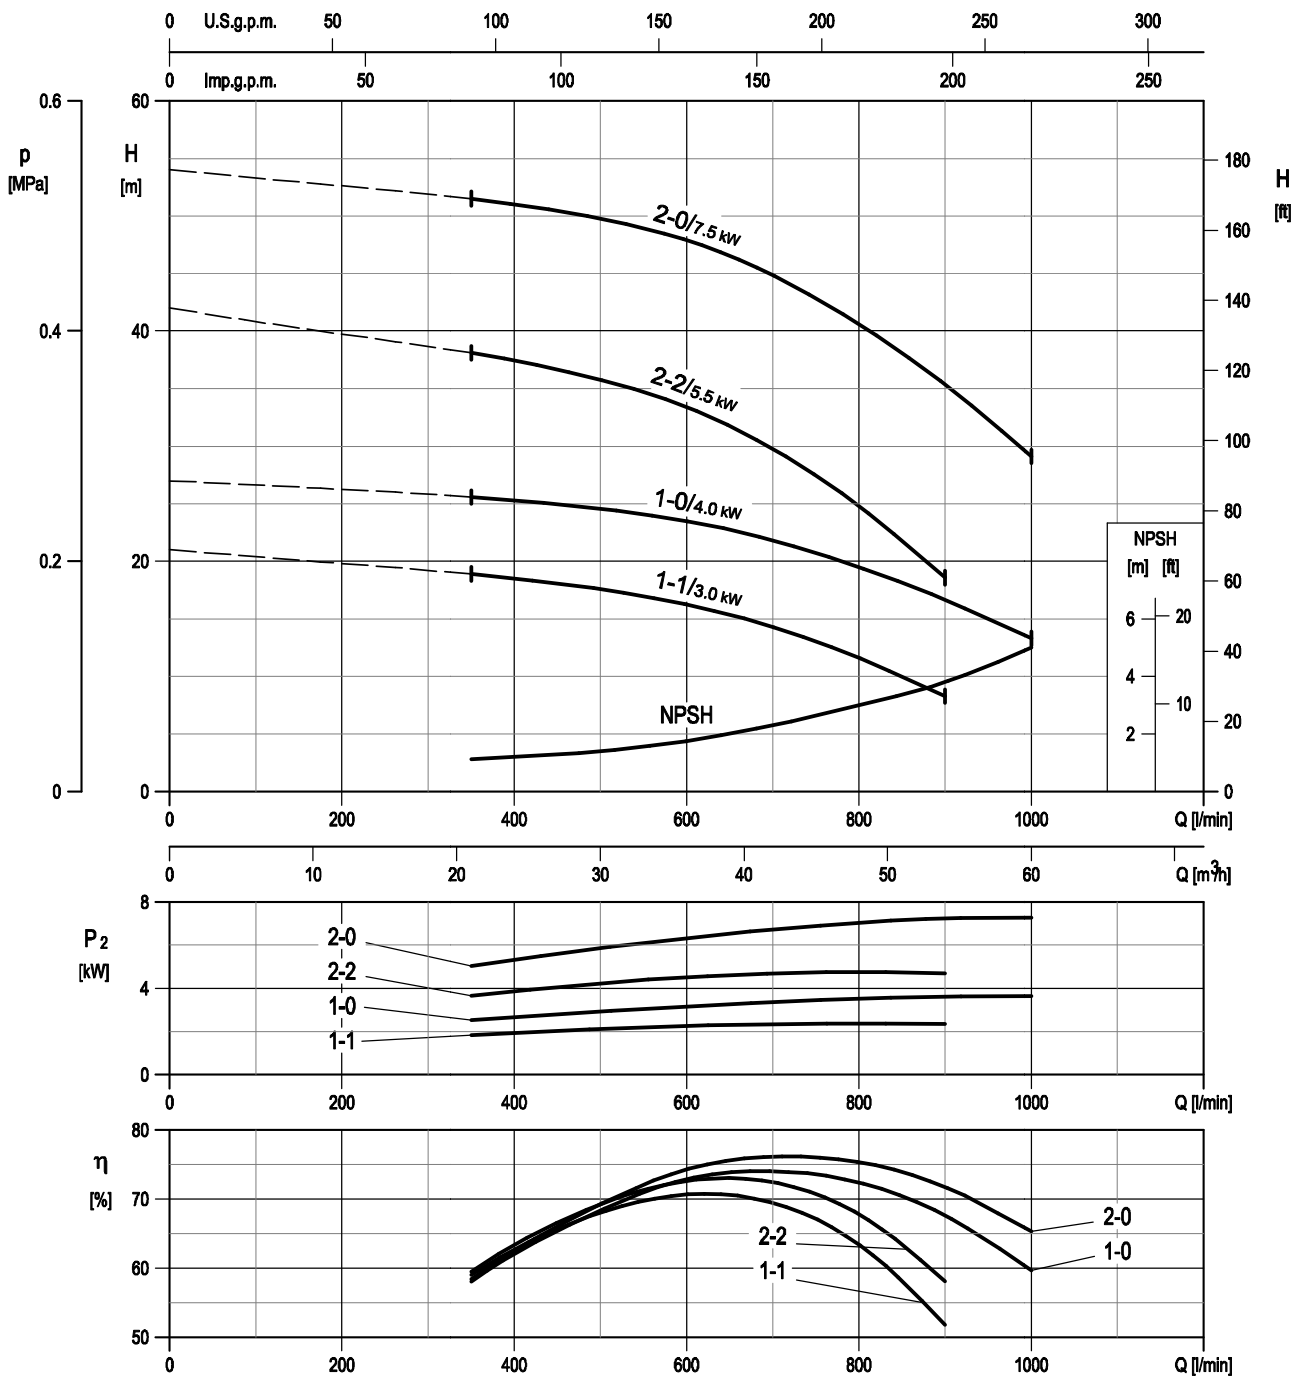 0 U.S.g.p.m. 50 100 150 200 250 300
0 Imp.g.p.m. 50 100 150 200 250
0.6 60
p H
[MPa] [m]
180
H
[ft]
2-0/7.5 kW
160
140
0.4 40
2-2/5.5 kW
120
100
1-0/4.0 kW
80
NPSH
0.2 20
[m] [ft]
60
1-1/3.0 kW
6 20
40
4
10
NPSH
20
2
0 0 0
0 200 400 600 800 1000 Q [l/min]
0 10 20 30 40 50 60 Q [m³/h]
8
P2
[kW]
2-0
2-2
4
1-0
1-1
0
0 200 400 600 800 1000 Q [l/min]
80
η
[%]
70
2-0
2-2
1-0
60
1-1
50
0 200 400 600 800 1000 Q [l/min]